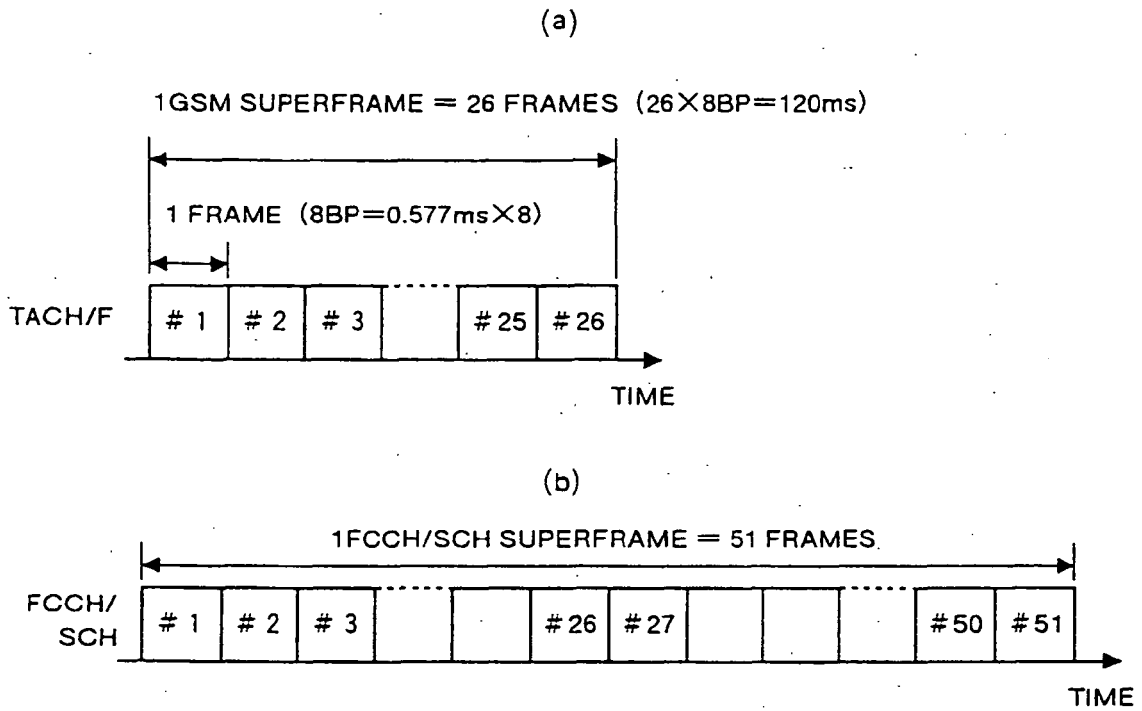 (a)
1GSM SUPERFRAME = 26 FRAMES (26×8BP=120ms)
1 FRAME (8BP=0.577ms×8)
TACH/F
# 1 # 2 # 3 # 25 # 26
TIME
(b)
1FCCH/SCH SUPERFRAME = 51 FRAMES
FCCH/
SCH
# 1 # 2 # 3 # 26 # 27 # 50 # 51
TIME